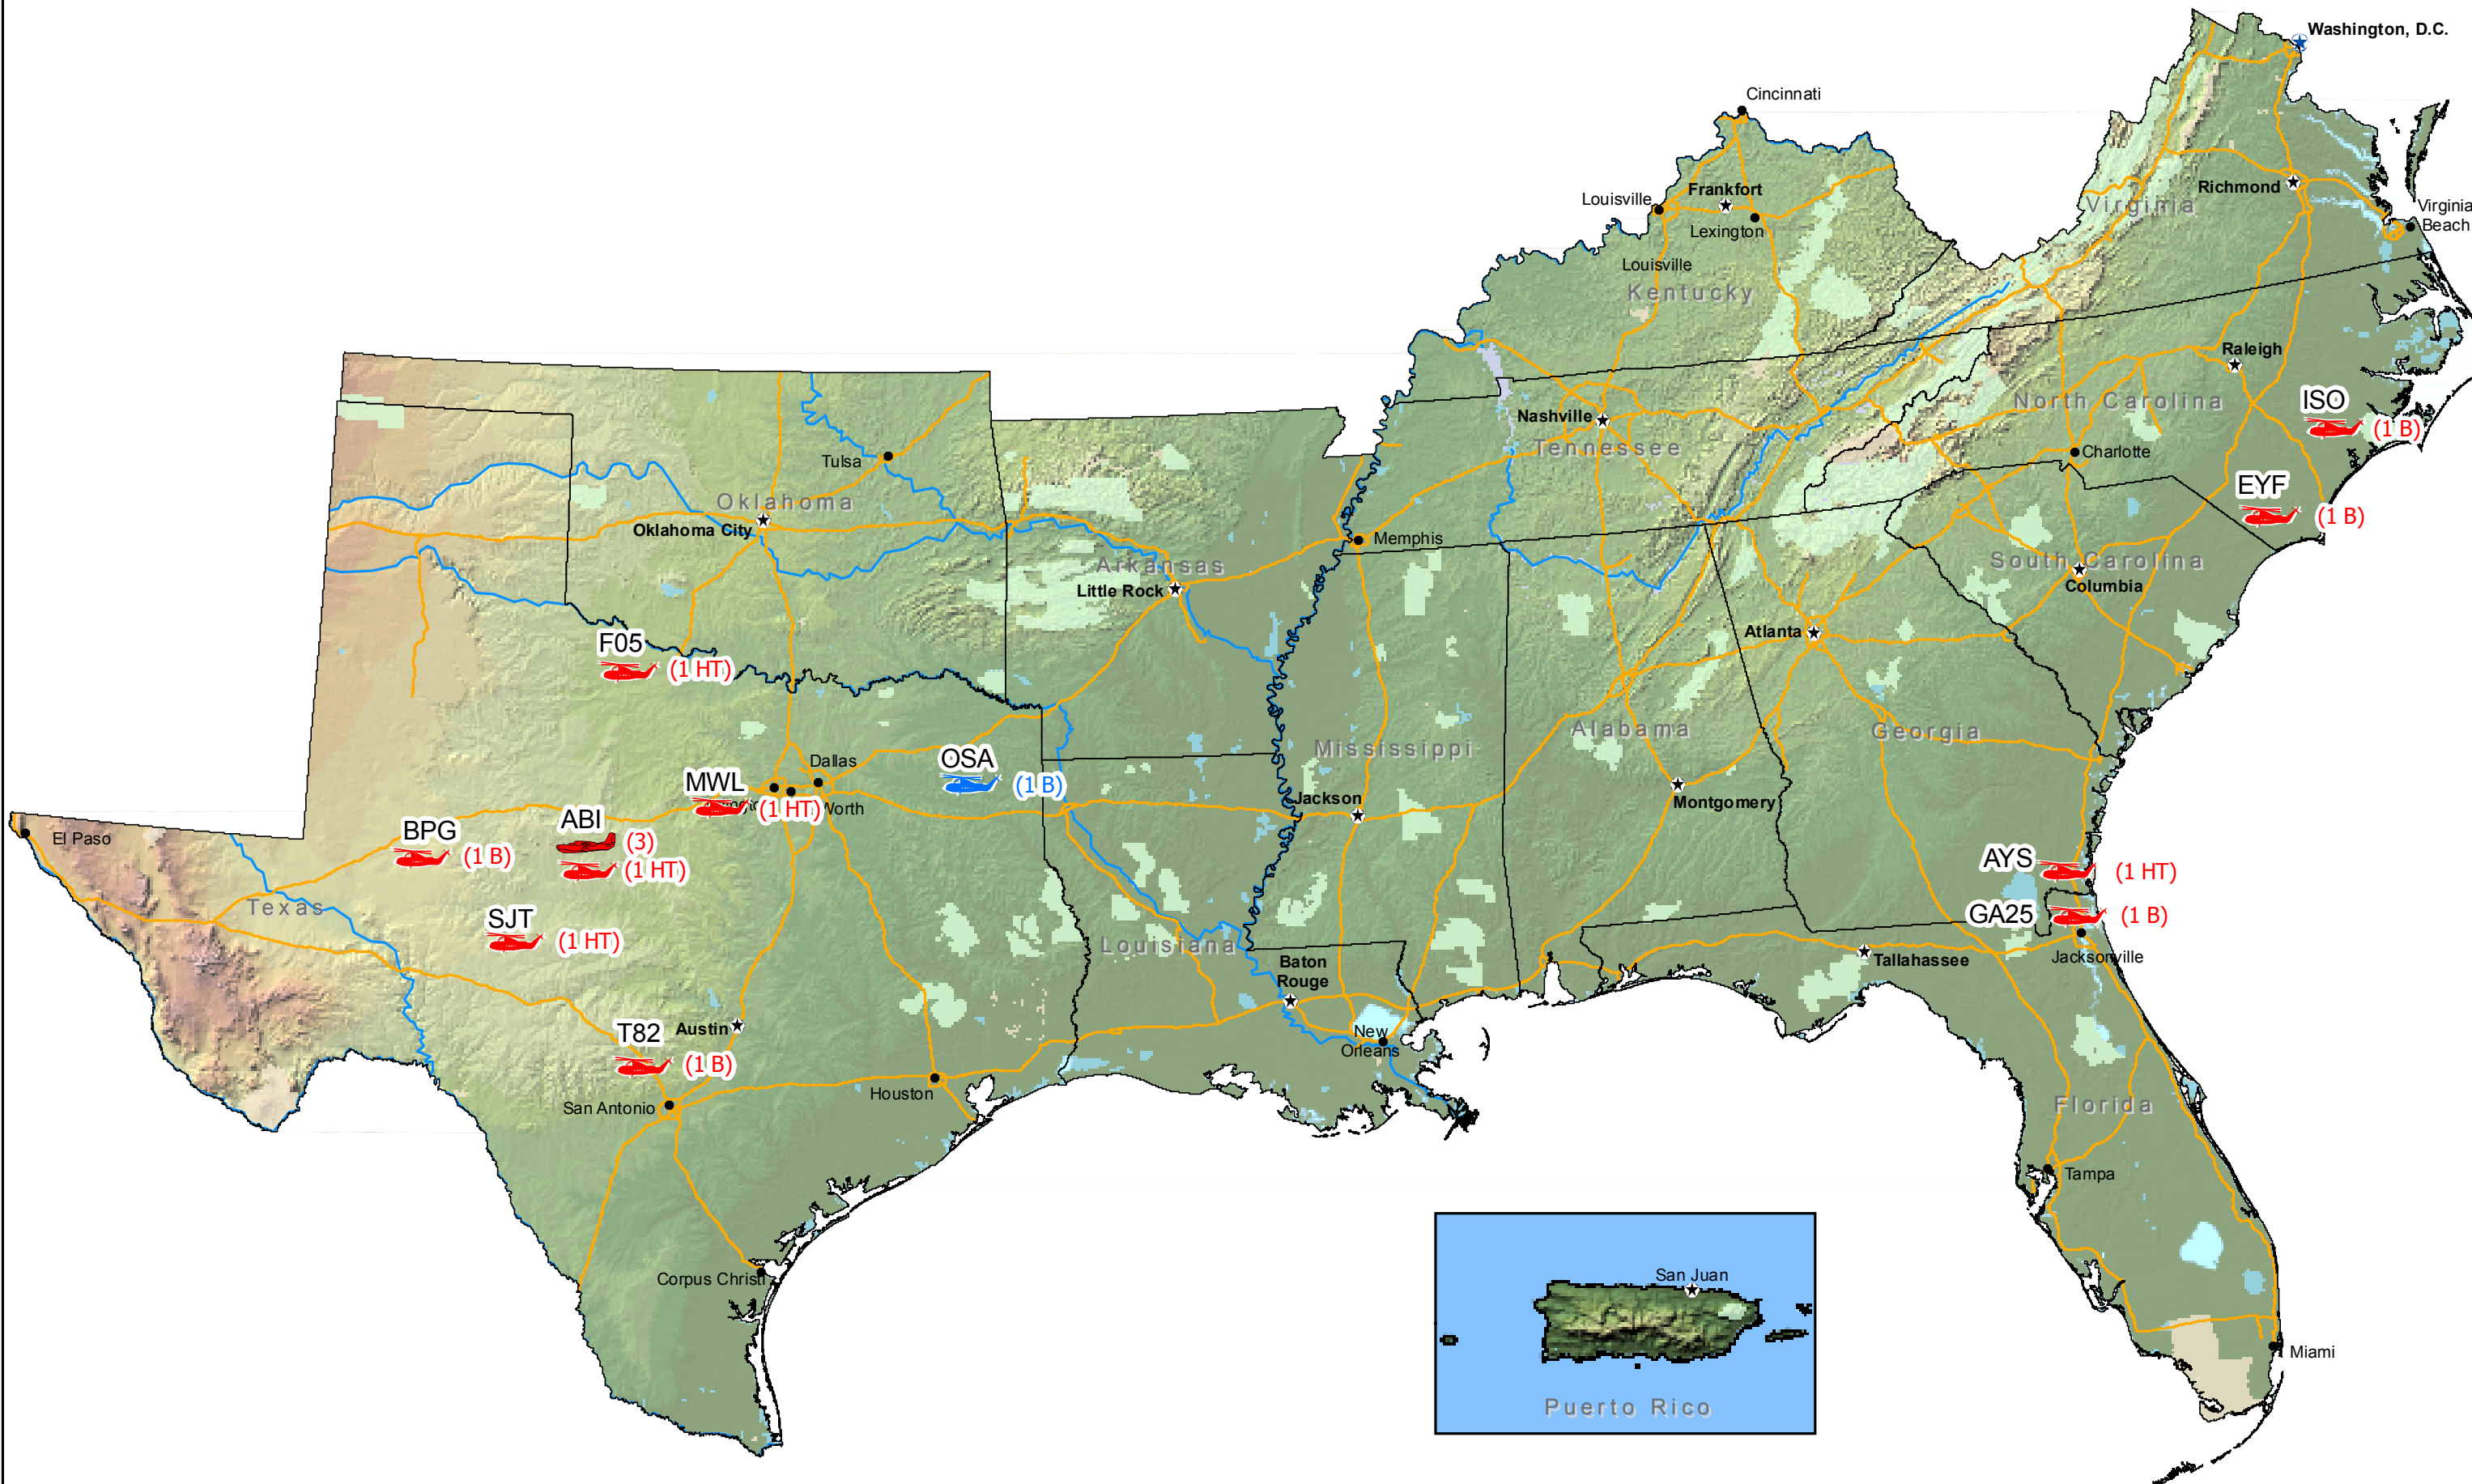 Washington, D.C.
Cincinnati
Louisville
Frankfort
Lexington
Louisville
Kentucky
Richmond
Virginia
Virginia
Beach
Raleigh
North Carolina
ISO
(1 B)
Nashville
Tennessee
Charlotte
EYF
(1 B)
Tulsa
Oklahoma
Oklahoma City
Memphis
Arkansas
Little Rock
South Carolina
Columbia
Atlanta
F05
(1 HT)
Mississippi
Alabama
Georgia
Dallas
OSA
(1 B)
MWL
(1 HT)
Worth
Jackson
Montgomery
El Paso
BPG
(1 B)
ABI
(3)
(1 HT)
AYS
(1 HT)
Texas
SJT
(1 HT)
GA25
(1 B)
Louisiana
Baton
Rouge
Tallahassee
Jacksonville
T82
(1 B)
Austin
New
Orleans
San Antonio
Houston
Florida
Tampa
Corpus Christi
San Juan
Puerto Rico
Miami